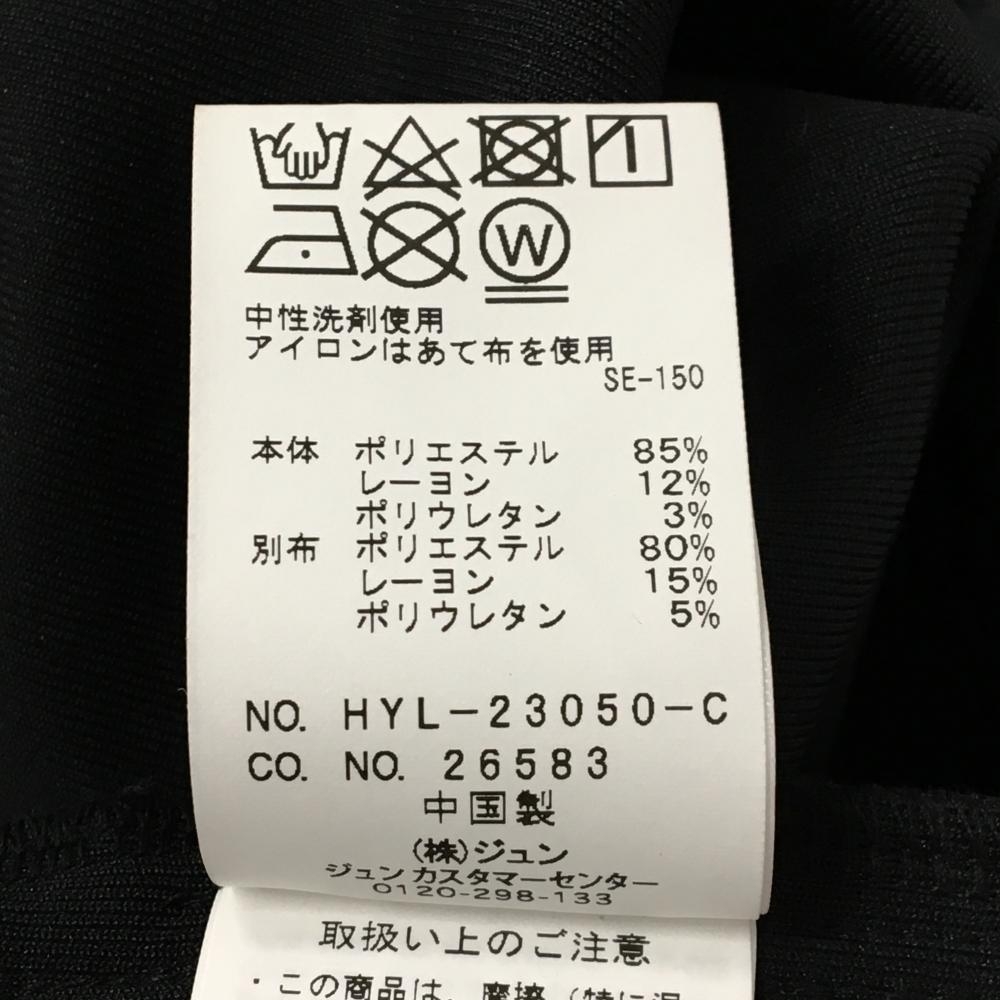 W
中性洗剤使用
アイロンはあて布を使用
SE-150
本体 ポリエステル 85%
レーヨン 12%
ポリウレタン 3%
別布 ポリエステル 80%
レーヨン 15%
ポリウレタン 5%
NO. HYL-23050-C
CO. NO. 26583
中国製
(株)ジュン
ジュン カスタマーセンター
0120-298-133
取扱い上のご注意
・この商品は、摩擦(特に湿